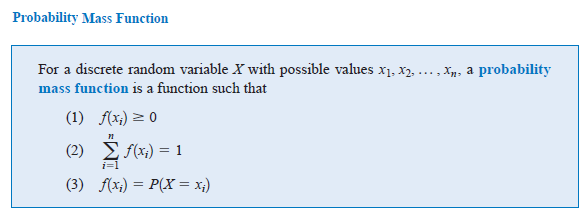 Probability Mass Function
For a discrete random variable X with possible values x₁, x₂, … , xₙ, a probability
mass function is a function such that
(1) f(xᵢ) ≥ 0
(2) ∑ⁿᵢ₌₁ f(xᵢ) = 1
(3) f(xᵢ) = P(X = xᵢ)